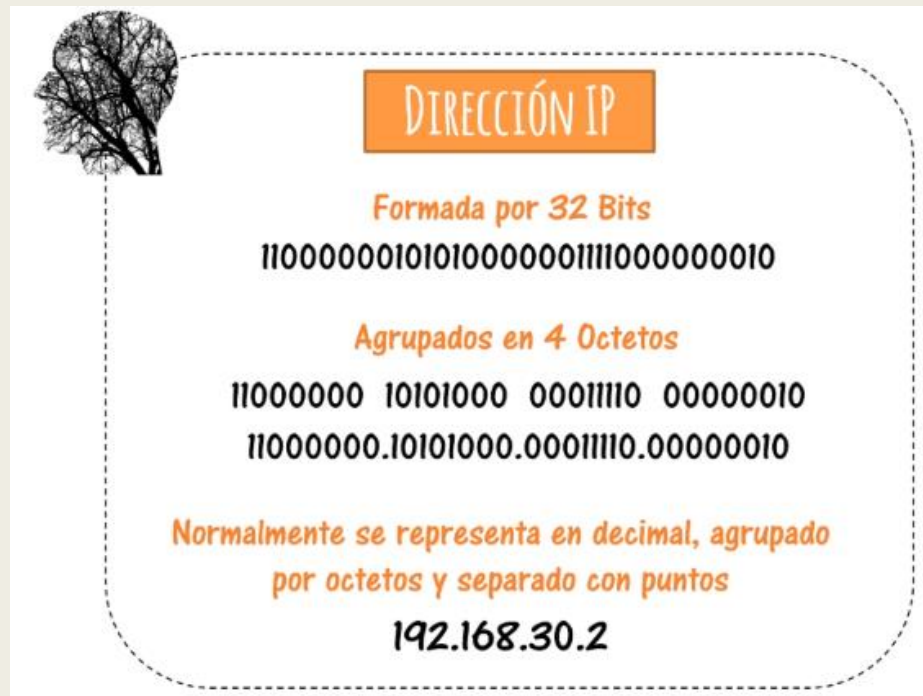 DIRECCIÓN IP
Formada por 32 Bits
11000000101010000001111000000010
Agrupados en 4 Octetos
11000000 10101000 00011110 00000010
11000000.10101000.00011110.00000010
Normalmente se representa en decimal, agrupado
por octetos y separado con puntos
192.168.30.2